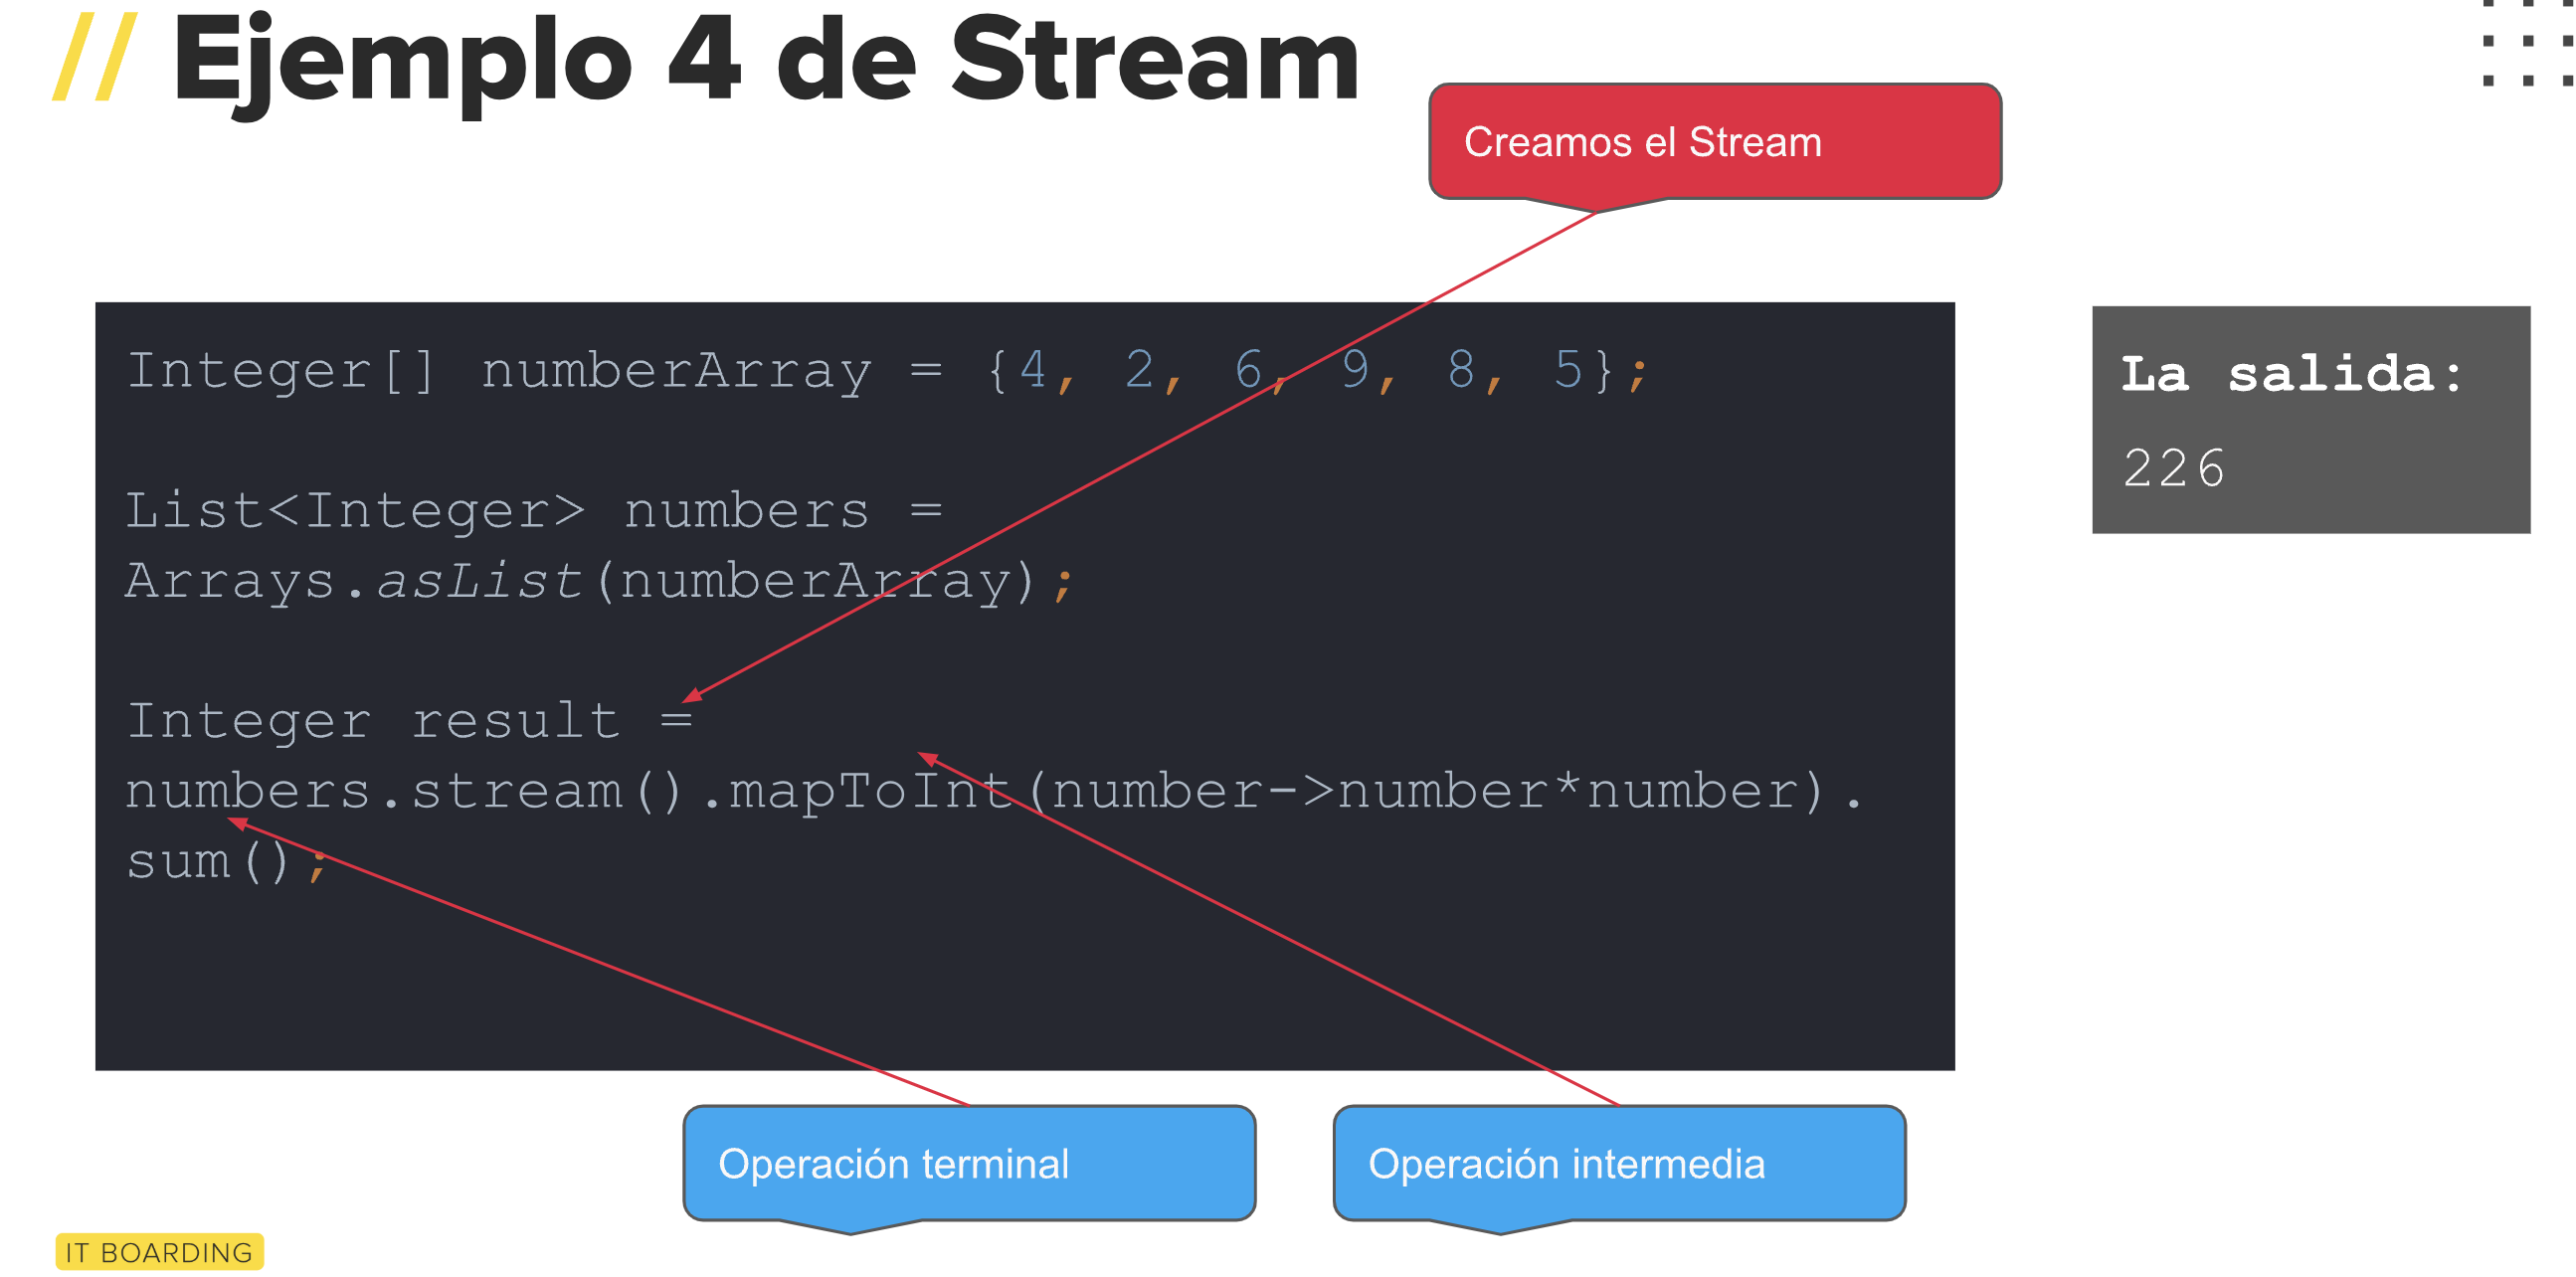 // Ejemplo 4 de Stream
Creamos el Stream
Integer[] numberArray = {4, 2, 6, 9, 8, 5};
List<Integer> numbers =
Arrays.asList(numberArray);
Integer result =
numbers.stream().mapToInt(number->number*number).
sum();
La salida:
226
Operación terminal
Operación intermedia
IT BOARDING